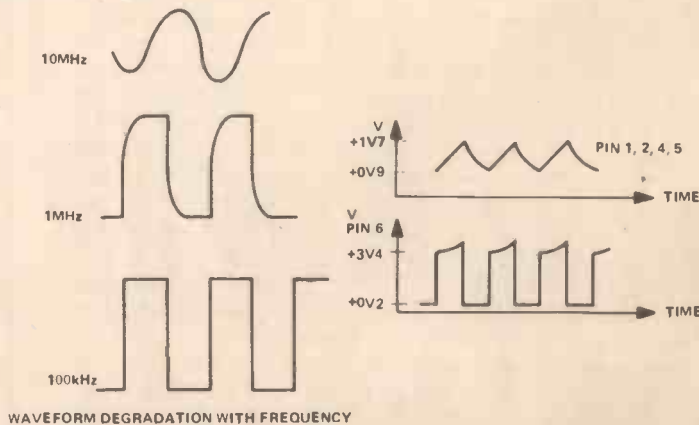 10MHz
1MHz
100kHz
WAVEFORM DEGRADATION WITH FREQUENCY
V
+1V7
+0V9
PIN 1, 2, 4, 5
TIME
V
PIN 6
+3V4
+0V2
TIME